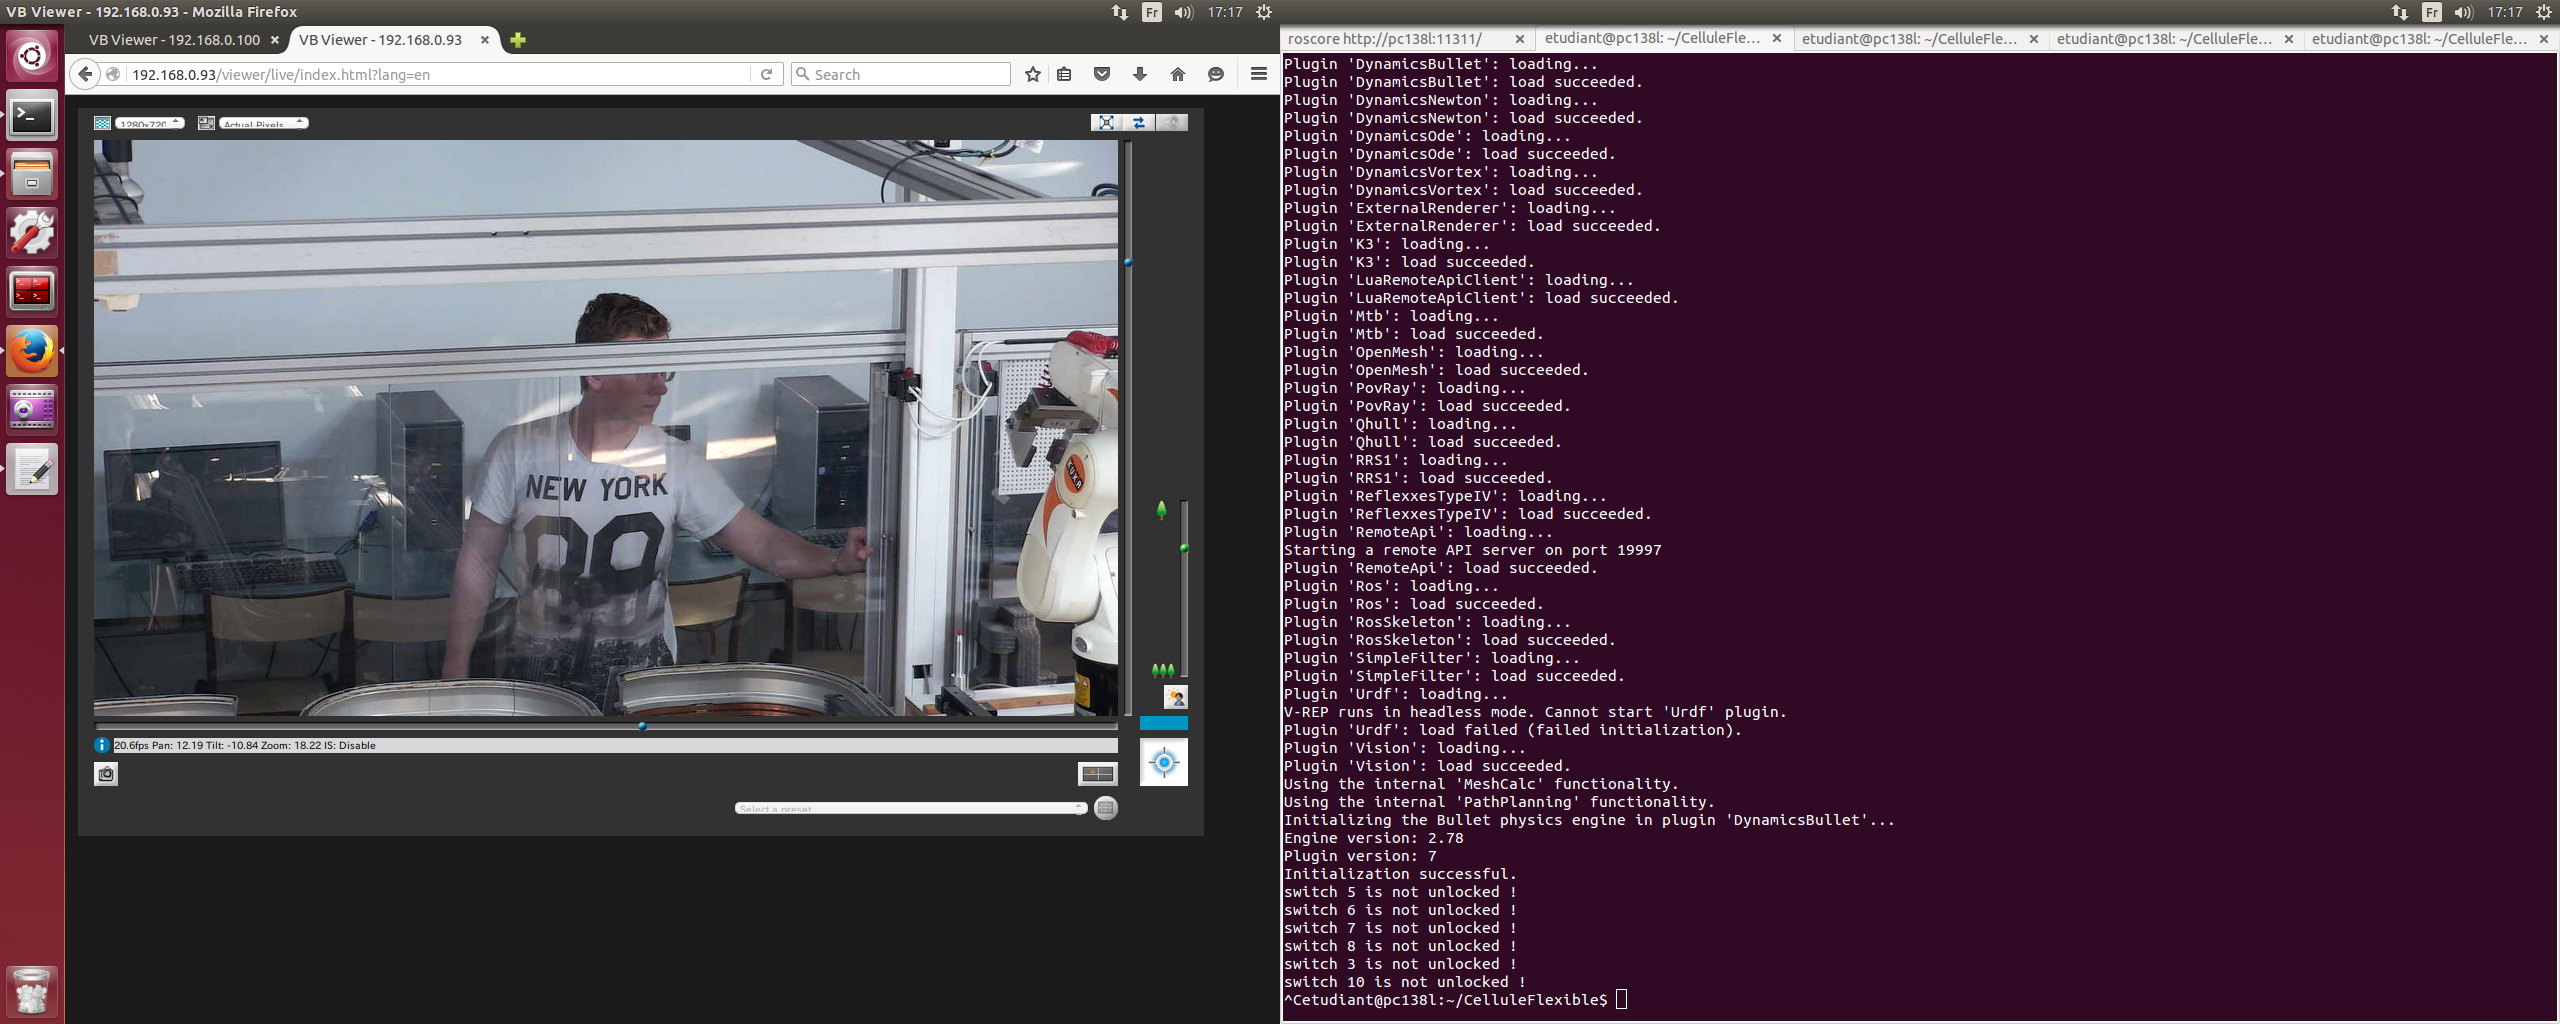 VB Viewer - 192.168.0.93 - Mozilla Firefox
Fr
17:17
Fr
17:17
VB Viewer - 192.168.0.100
VB Viewer - 192.168.0.93
192.168.0.93/viewer/live/index.html?lang=en
Search
1280x720
Actual Pixels
NEW YORK
89
KUKA
20.6fps Pan: 12.19 Tilt: -10.84 Zoom: 18.22 IS: Disable
Select a preset
roscore http://pc138l:11311/
etudiant@pc138l: ~/CelluleFle...
etudiant@pc138l: ~/CelluleFle...
etudiant@pc138l: ~/CelluleFle...
etudiant@pc138l: ~/CelluleFle...
Plugin 'DynamicsBullet': loading...
Plugin 'DynamicsBullet': load succeeded.
Plugin 'DynamicsNewton': loading...
Plugin 'DynamicsNewton': load succeeded.
Plugin 'DynamicsOde': loading...
Plugin 'DynamicsOde': load succeeded.
Plugin 'DynamicsVortex': loading...
Plugin 'DynamicsVortex': load succeeded.
Plugin 'ExternalRenderer': loading...
Plugin 'ExternalRenderer': load succeeded.
Plugin 'K3': loading...
Plugin 'K3': load succeeded.
Plugin 'LuaRemoteApiClient': loading...
Plugin 'LuaRemoteApiClient': load succeeded.
Plugin 'Mtb': loading...
Plugin 'Mtb': load succeeded.
Plugin 'OpenMesh': loading...
Plugin 'OpenMesh': load succeeded.
Plugin 'PovRay': loading...
Plugin 'PovRay': load succeeded.
Plugin 'Qhull': loading...
Plugin 'Qhull': load succeeded.
Plugin 'RRS1': loading...
Plugin 'RRS1': load succeeded.
Plugin 'ReflexxesTypeIV': loading...
Plugin 'ReflexxesTypeIV': load succeeded.
Plugin 'RemoteApi': loading...
Starting a remote API server on port 19997
Plugin 'RemoteApi': load succeeded.
Plugin 'Ros': loading...
Plugin 'Ros': load succeeded.
Plugin 'RosSkeleton': loading...
Plugin 'RosSkeleton': load succeeded.
Plugin 'SimpleFilter': loading...
Plugin 'SimpleFilter': load succeeded.
Plugin 'Urdf': loading...
V-REP runs in headless mode. Cannot start 'Urdf' plugin.
Plugin 'Urdf': load failed (failed initialization).
Plugin 'Vision': loading...
Plugin 'Vision': load succeeded.
Using the internal 'MeshCalc' functionality.
Using the internal 'PathPlanning' functionality.
Initializing the Bullet physics engine in plugin 'DynamicsBullet'...
Engine version: 2.78
Plugin version: 7
Initialization successful.
switch 5 is not unlocked !
switch 6 is not unlocked !
switch 7 is not unlocked !
switch 8 is not unlocked !
switch 3 is not unlocked !
switch 10 is not unlocked !
^Cetudiant@pc138l:~/CelluleFlexible$